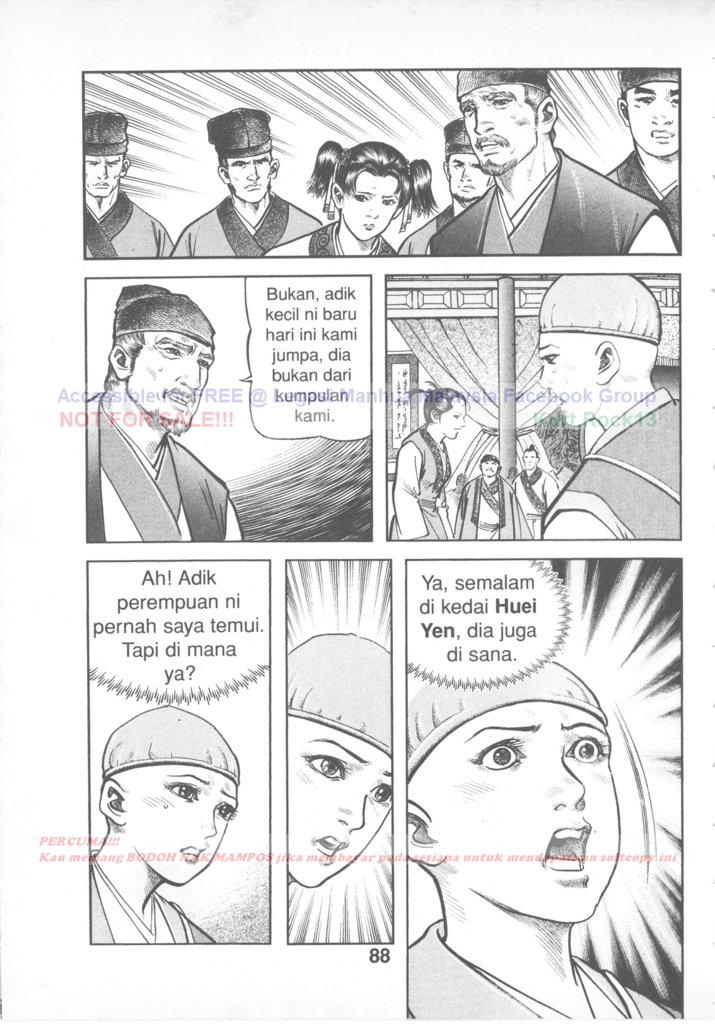 Bukan, adik
kecil ni baru
hari ini kami
jumpa, dia
bukan dari
kumpulan
kami.
Accessible for FREE @ Legend Manhua Malaysia Facebook Group
NOT FOR SALE!!!
Ah! Adik
perempuan ni
pernah saya temui.
Tapi di mana
ya?
Ya, semalam
di kedai Huei
Yen, dia juga
di sana.
PERCUMA!!!
Kau memang BODOH NAK MAMPOS jika membayar pada sesiapa untuk mendapatkan softcopy ini
88